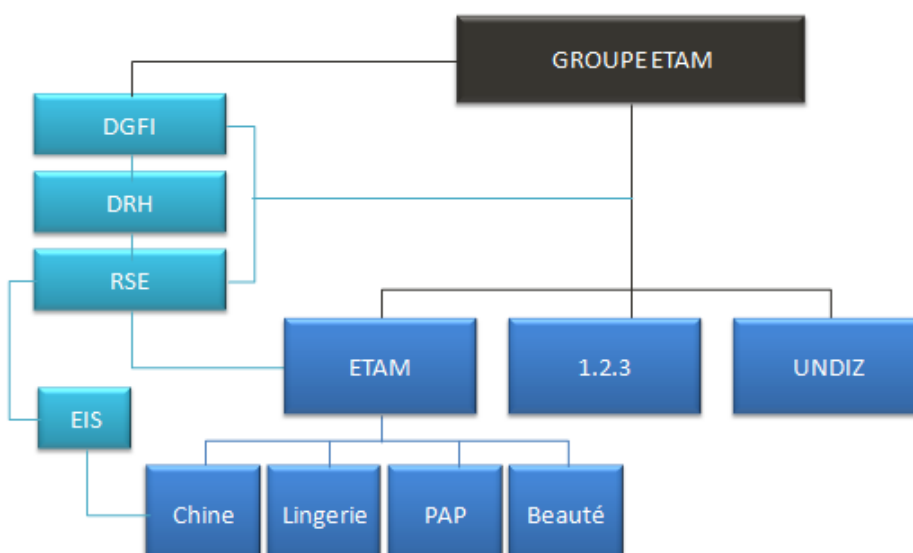 GROUPE ETAM
DGFI
DRH
RSE
ETAM
1.2.3
UNDIZ
EIS
Chine
Lingerie
PAP
Beauté